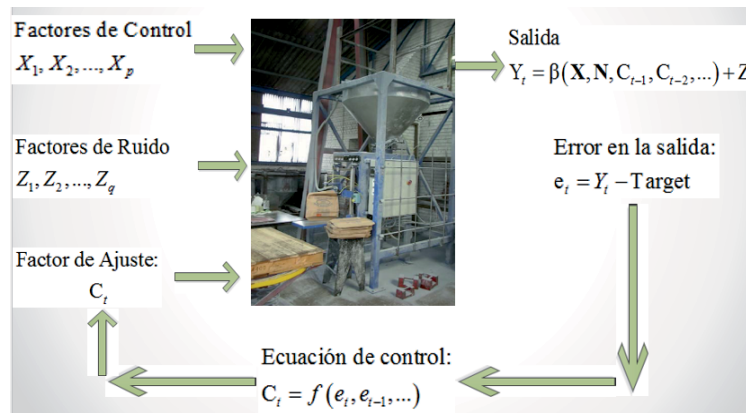 Factores de Control
X₁, X₂, ..., Xₚ
Salida
Yₜ = β(X, N, Cₜ₋₁, Cₜ₋₂, ...) + Z
Factores de Ruido
Z₁, Z₂, ..., Z_q
Error en la salida:
eₜ = Yₜ − Target
Factor de Ajuste:
Cₜ
Ecuación de control:
Cₜ = f(eₜ, eₜ₋₁, ...)